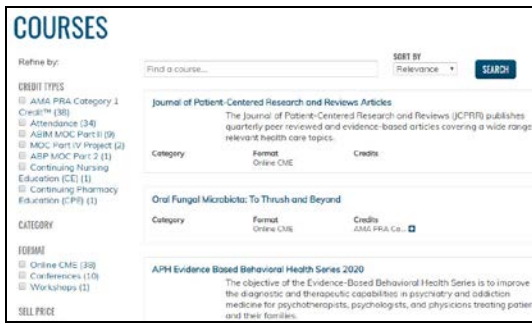 COURSES
Refine by:
CREDIT TYPES
AMA PRA Category 1
Credit™ (38)
Attendance (34)
ABIM MOC Part II (9)
MOC Part IV Project (2)
ABP MOC Part 2 (1)
Continuing Nursing
Education (CE) (1)
Continuing Pharmacy
Education (CPE) (1)
CATEGORY
FORMAT
Online CME (38)
Conferences (10)
Workshops (1)
SELL PRICE
Find a course...
SORT BY
Relevance
SEARCH
Journal of Patient-Centered Research and Reviews Articles
The Journal of Patient-Centered Research and Reviews (JCPRR) publishes
quarterly peer reviewed and evidence-based articles covering a wide range
relevant health care topics.
Category Format Credits
Online CME
Oral Fungal Microbiota: To Thrush and Beyond
Category Format Credits
Online CME AMA PRA Ca...
APH Evidence Based Behavioral Health Series 2020
The objective of the Evidence-Based Behavioral Health Series is to improve
the diagnostic and therapeutic capabilities in psychiatry and addiction
medicine for psychotherapists, psychologists, and physicians treating patien
and their families.